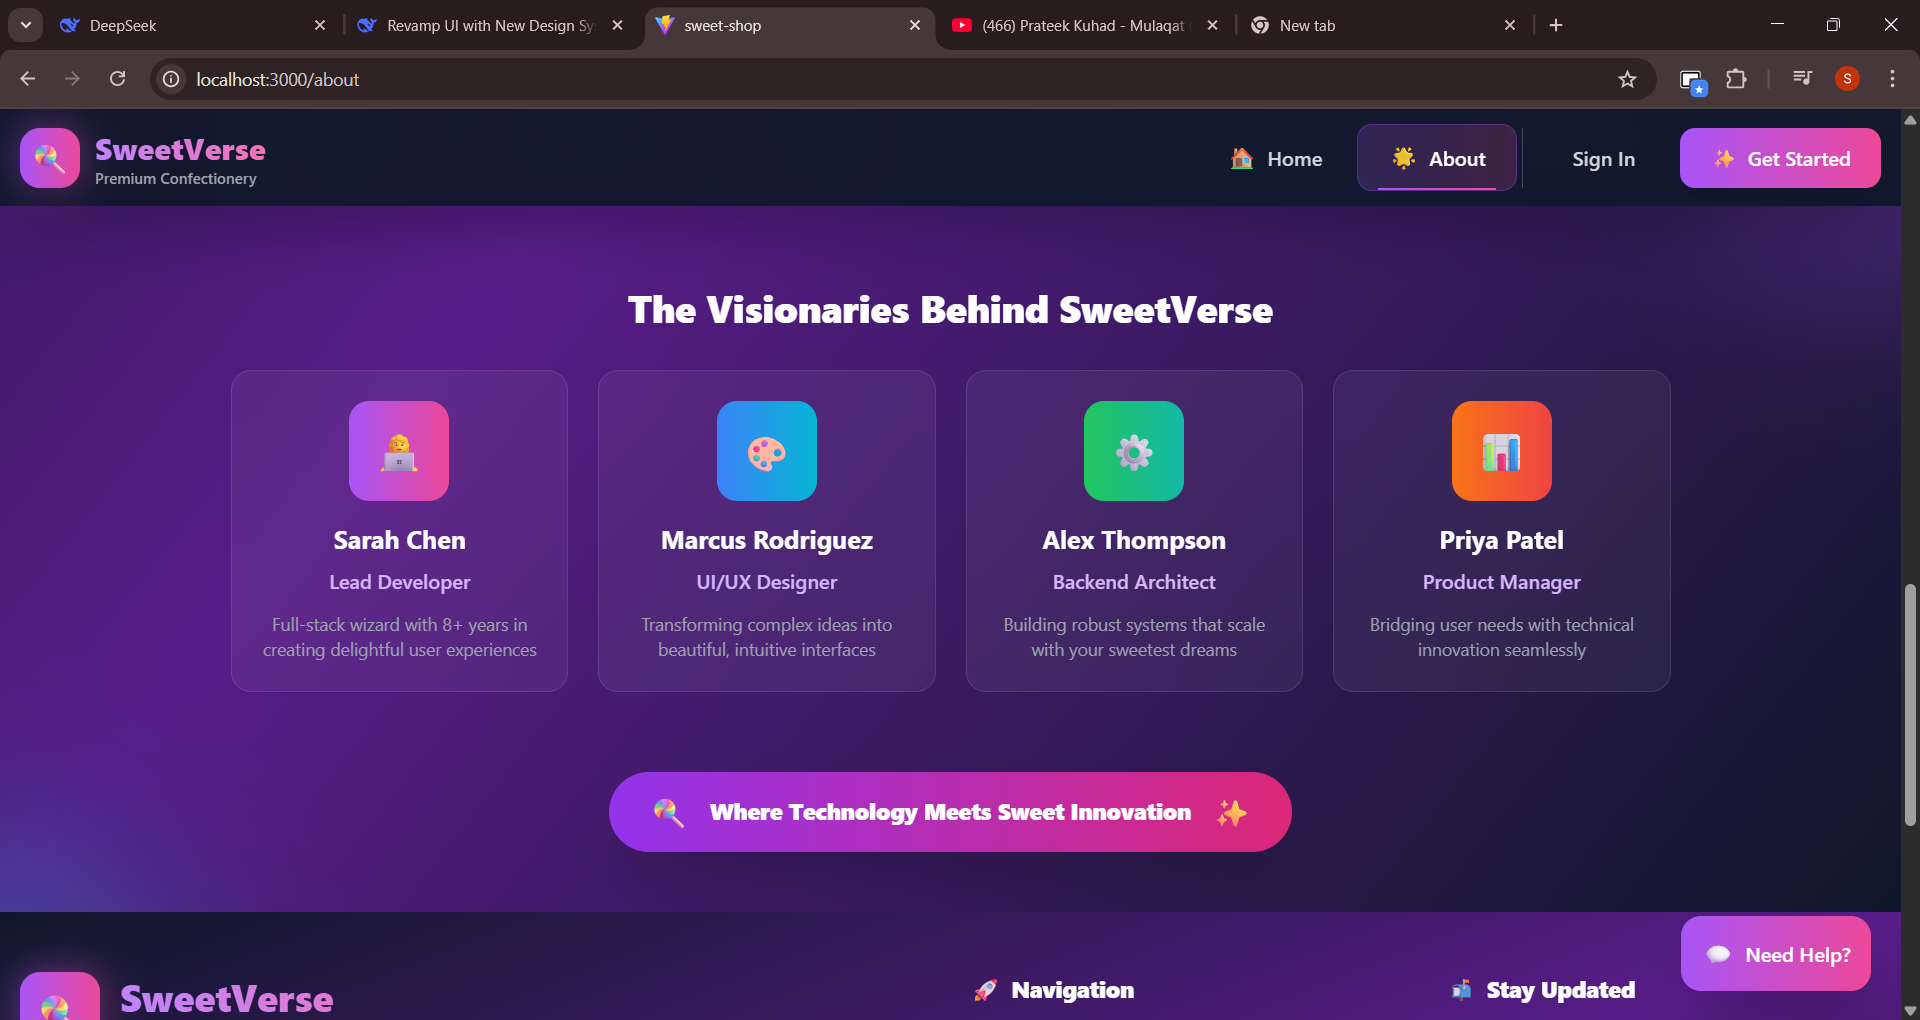 DeepSeek
Revamp UI with New Design Sy
sweet-shop
(466) Prateek Kuhad - Mulaqat
New tab
localhost:3000/about
S
SweetVerse
Premium Confectionery
Home
About
Sign In
Get Started
The Visionaries Behind SweetVerse
Sarah Chen
Lead Developer
Full-stack wizard with 8+ years in
creating delightful user experiences
Marcus Rodriguez
UI/UX Designer
Transforming complex ideas into
beautiful, intuitive interfaces
Alex Thompson
Backend Architect
Building robust systems that scale
with your sweetest dreams
Priya Patel
Product Manager
Bridging user needs with technical
innovation seamlessly
Where Technology Meets Sweet Innovation
Need Help?
SweetVerse
Navigation
Stay Updated